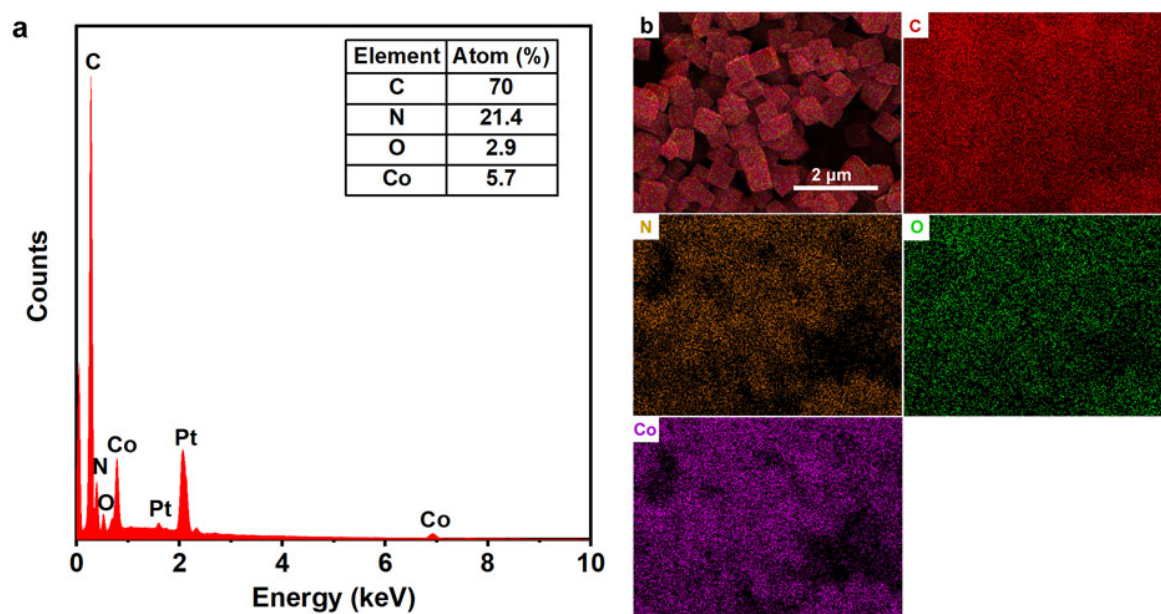 a
Element Atom (%)
C 70
N 21.4
O 2.9
Co 5.7
C
N
O
Co
Pt
Pt
Co
Counts
0 2 4 6 8 10
Energy (keV)
b
2 μm
C
N
O
Co